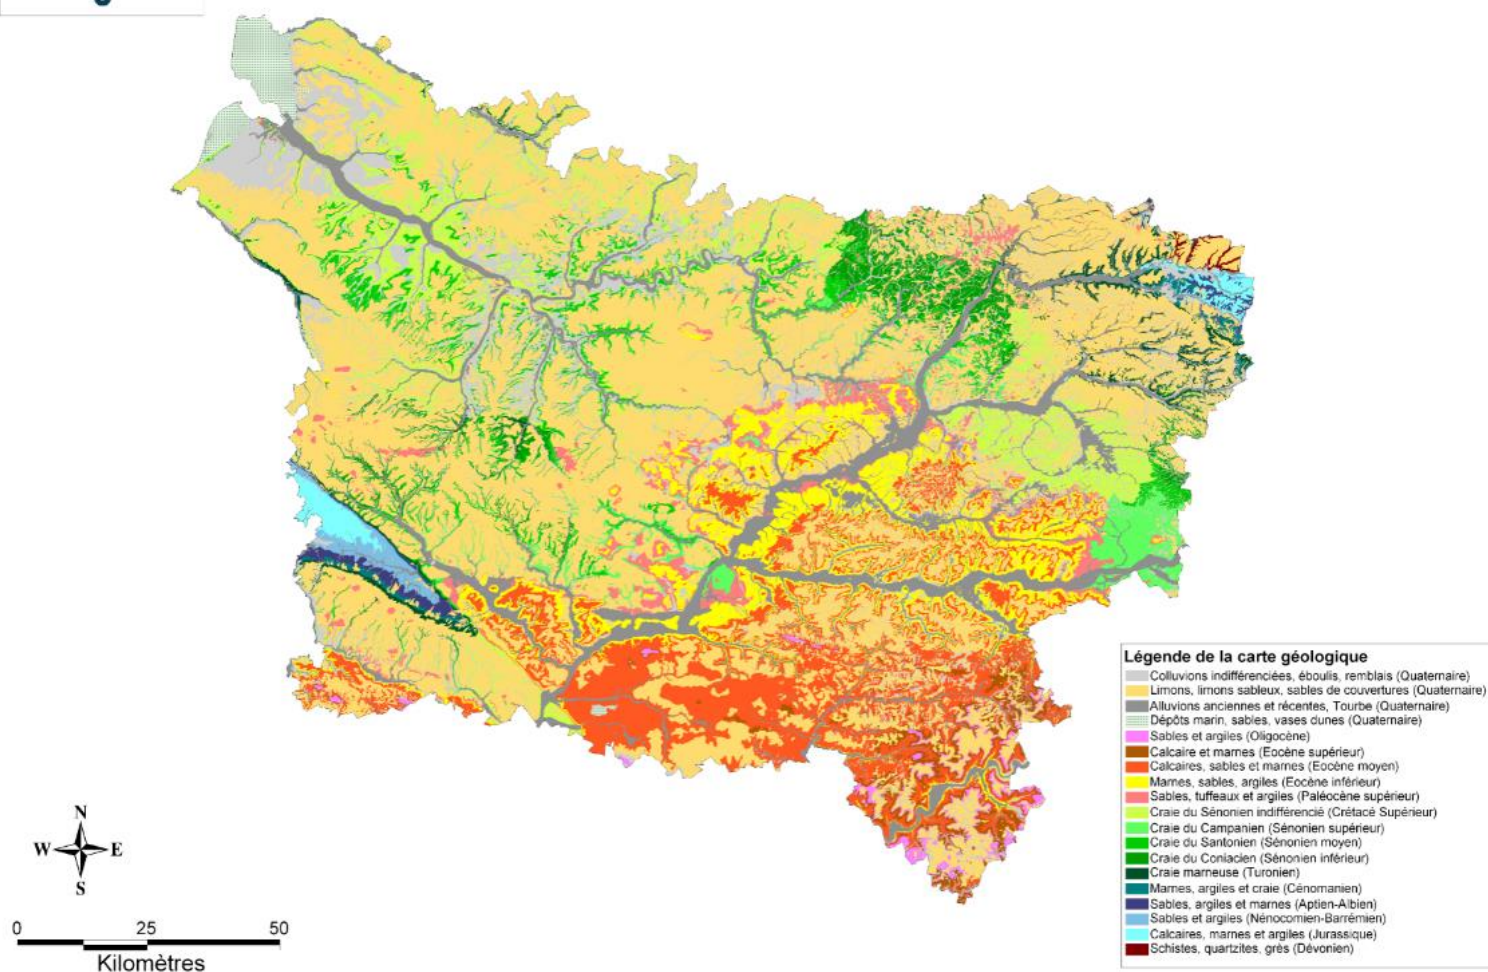 Légende de la carte géologique
Colluvions indifférenciées, éboulis, remblais (Quaternaire)
Limons, limons sableux, sables de couvertures (Quaternaire)
Alluvions anciennes et récentes, Tourbe (Quaternaire)
Dépôts marin, sables, vases dunes (Quaternaire)
Sables et argiles (Oligocène)
Calcaire et marnes (Eocène supérieur)
Calcaires, sables et marnes (Eocène moyen)
Marnes, sables, argiles (Eocène inférieur)
Sables, tuffeaux et argiles (Paléocène supérieur)
Craie du Sénonien indifférencié (Crétacé Supérieur)
Craie du Campanien (Sénonien supérieur)
Craie du Santonien (Sénonien moyen)
Craie du Coniacien (Sénonien inférieur)
Craie marneuse (Turonien)
Marnes, argiles et craie (Cénomanien)
Sables, argiles et marnes (Aptien-Albien)
Sables et argiles (Nénocomien-Barrémien)
Calcaires, marnes et argiles (Jurassique)
Schistes, quartzites, grès (Dévonien)
N
W E
S
0 25 50
Kilomètres